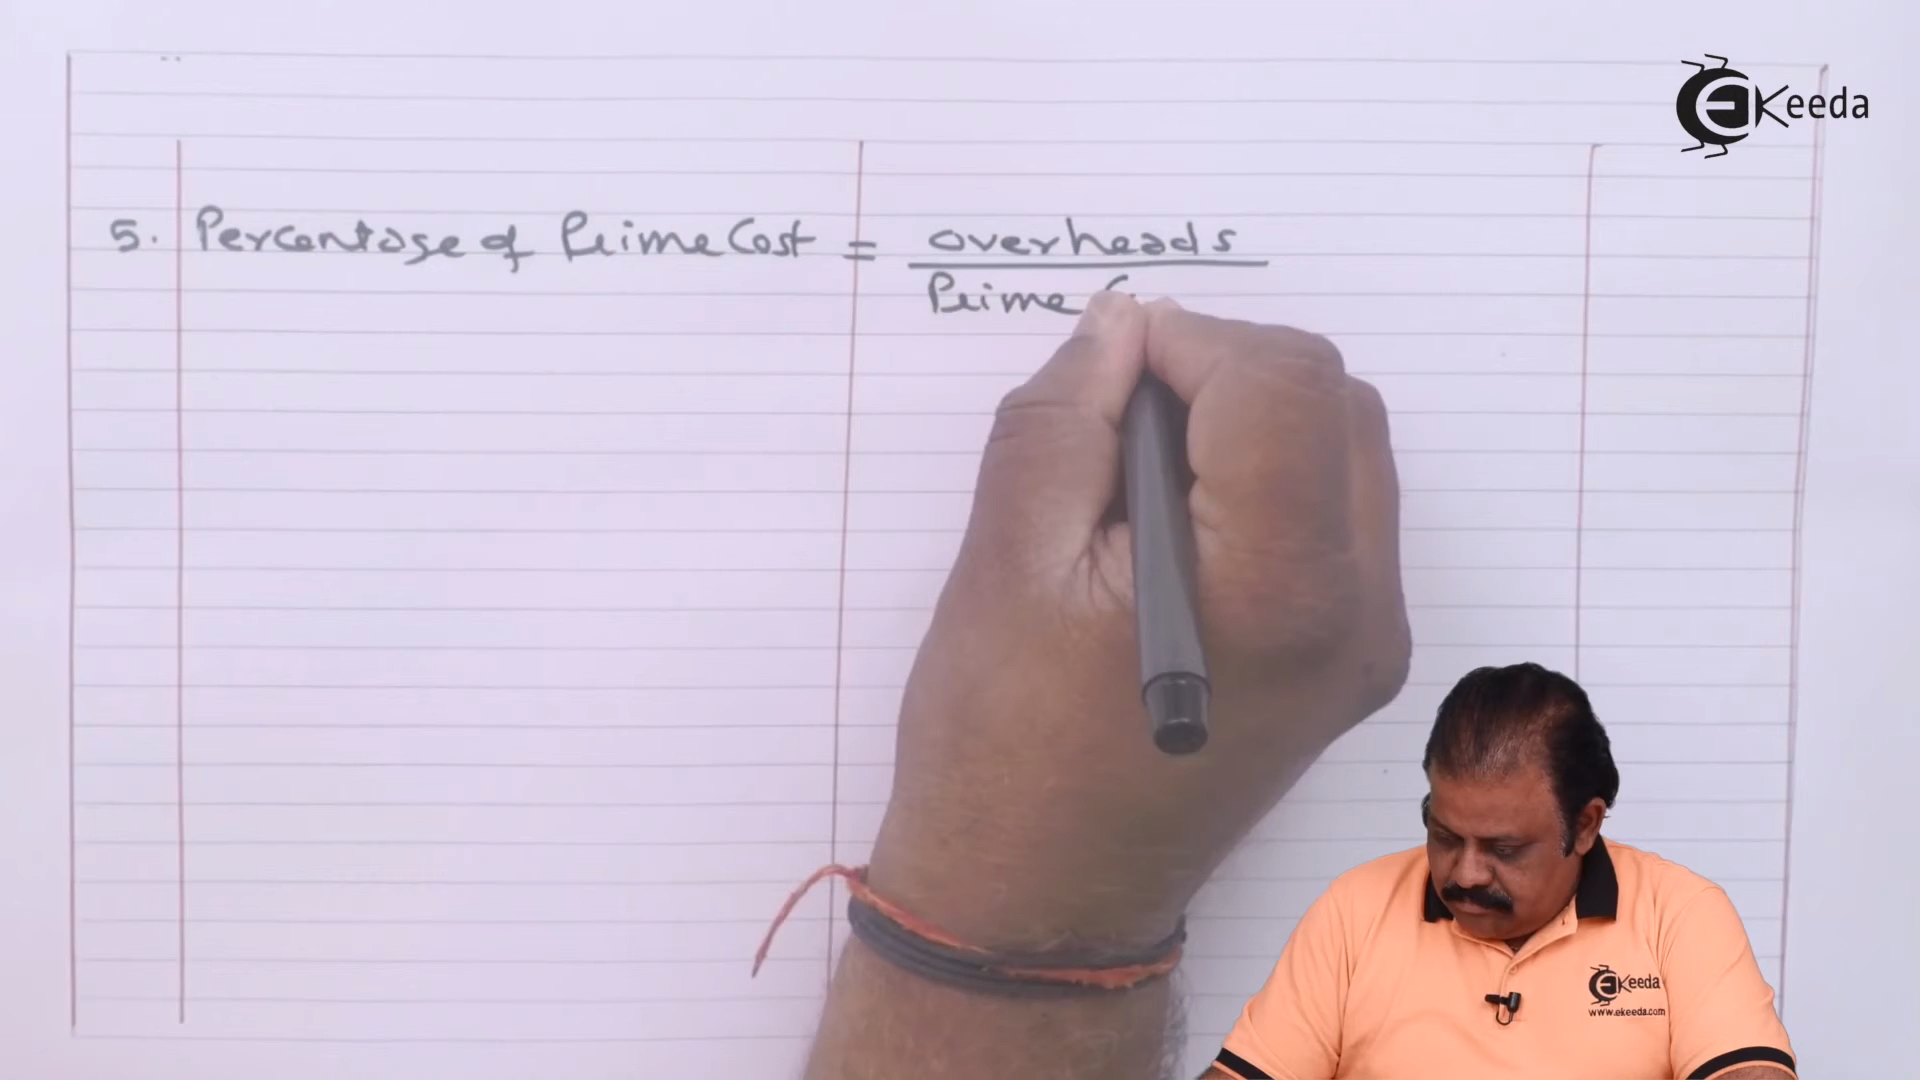 eKeeda
5. Percentage of Prime Cost = overheads
Prime C
eKeeda
www.ekeeda.com